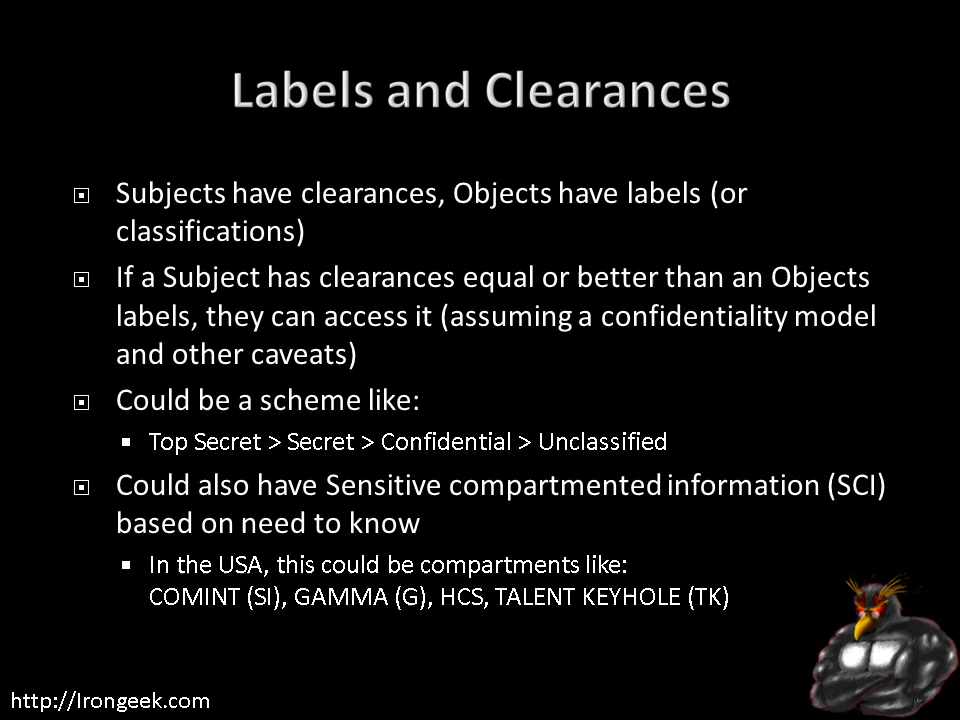 Labels and Clearances
Subjects have clearances, Objects have labels (or
classifications)
If a Subject has clearances equal or better than an Objects
labels, they can access it (assuming a confidentiality model
and other caveats)
Could be a scheme like:
Top Secret > Secret > Confidential > Unclassified
Could also have Sensitive compartmented information (SCI)
based on need to know
In the USA, this could be compartments like:
COMINT (SI), GAMMA (G), HCS, TALENT KEYHOLE (TK)
http://Irongeek.com